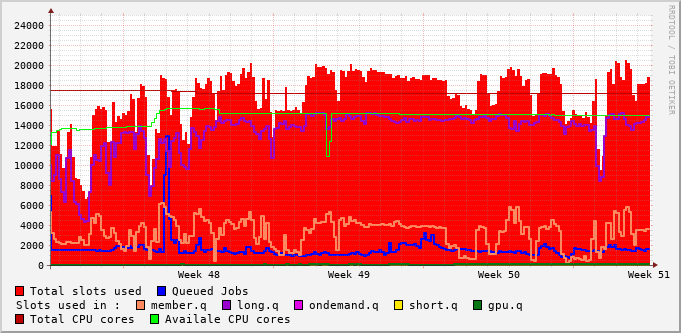 RRDTOOL / TOBI OETIKER
24000
22000
20000
18000
16000
14000
12000
10000
8000
6000
4000
2000
0
Week 48 Week 49 Week 50 Week 51
Total slots used Queued Jobs
Slots used in : member.q long.q ondemand.q short.q gpu.q
Total CPU cores Availale CPU cores